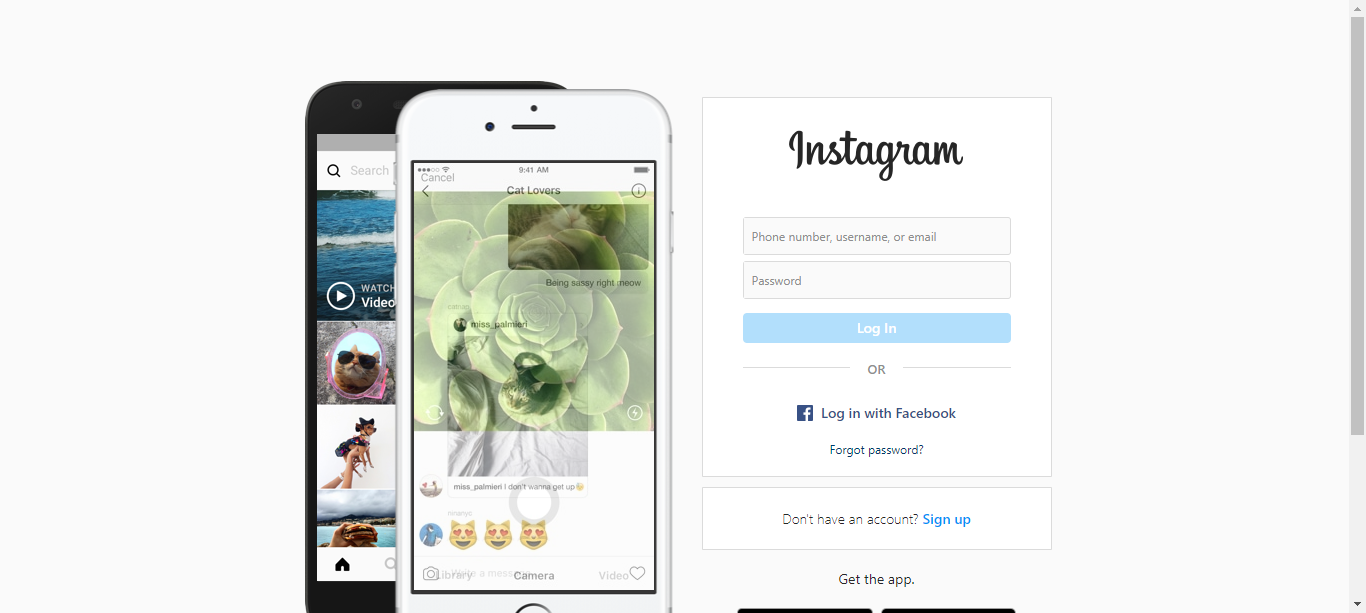 Search
WATCH
Video
9:41 AM
Cancel
Cat Lovers
Being sassy right meow
miss_palmieri
miss_palmieri I don't wanna get up
ninanyc
Write a message
Library
Camera
Video
Instagram
Phone number, username, or email
Password
Log In
OR
Log in with Facebook
Forgot password?
Don't have an account? Sign up
Get the app.